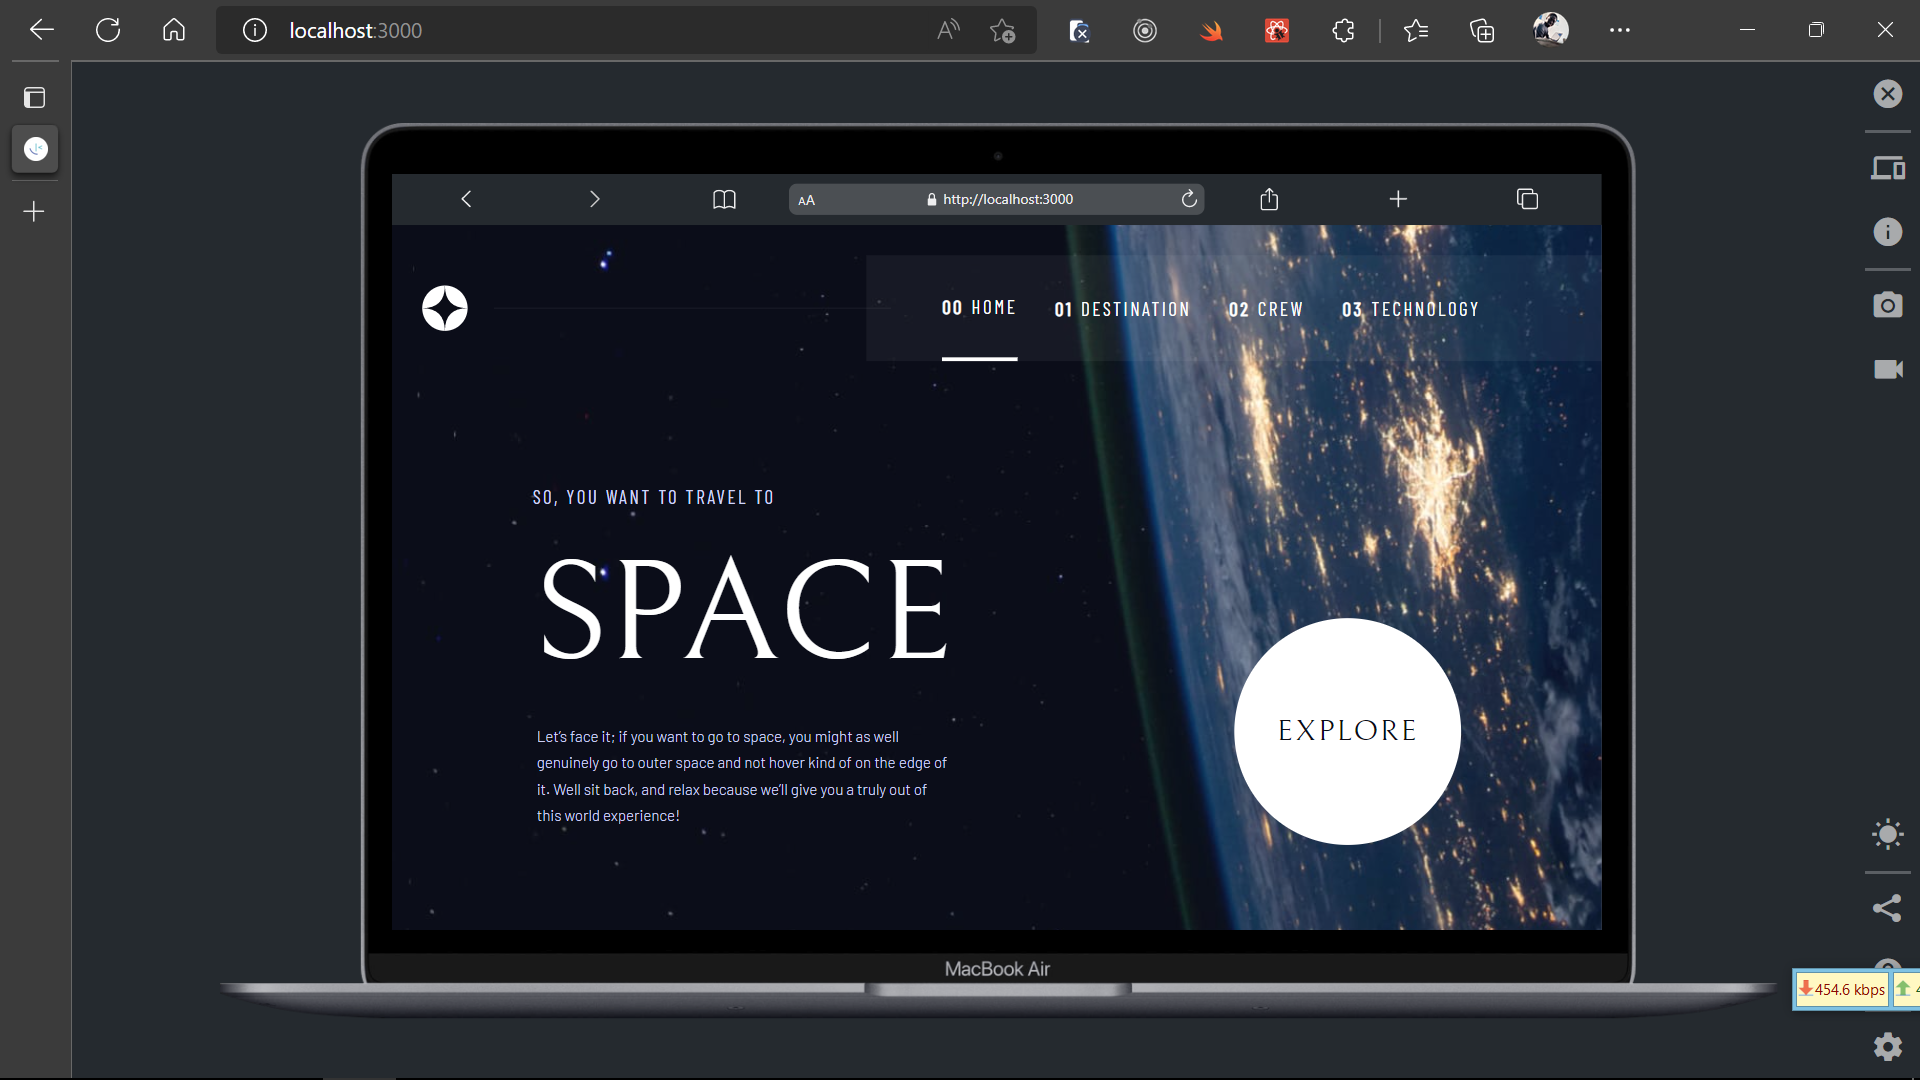 localhost:3000
AA
http://localhost:3000
00 HOME
01 DESTINATION
02 CREW
03 TECHNOLOGY
SO, YOU WANT TO TRAVEL TO
SPACE
Let's face it; if you want to go to space, you might as well
genuinely go to outer space and not hover kind of on the edge of
it. Well sit back, and relax because we'll give you a truly out of
this world experience!
EXPLORE
MacBook Air
454.6 kbps